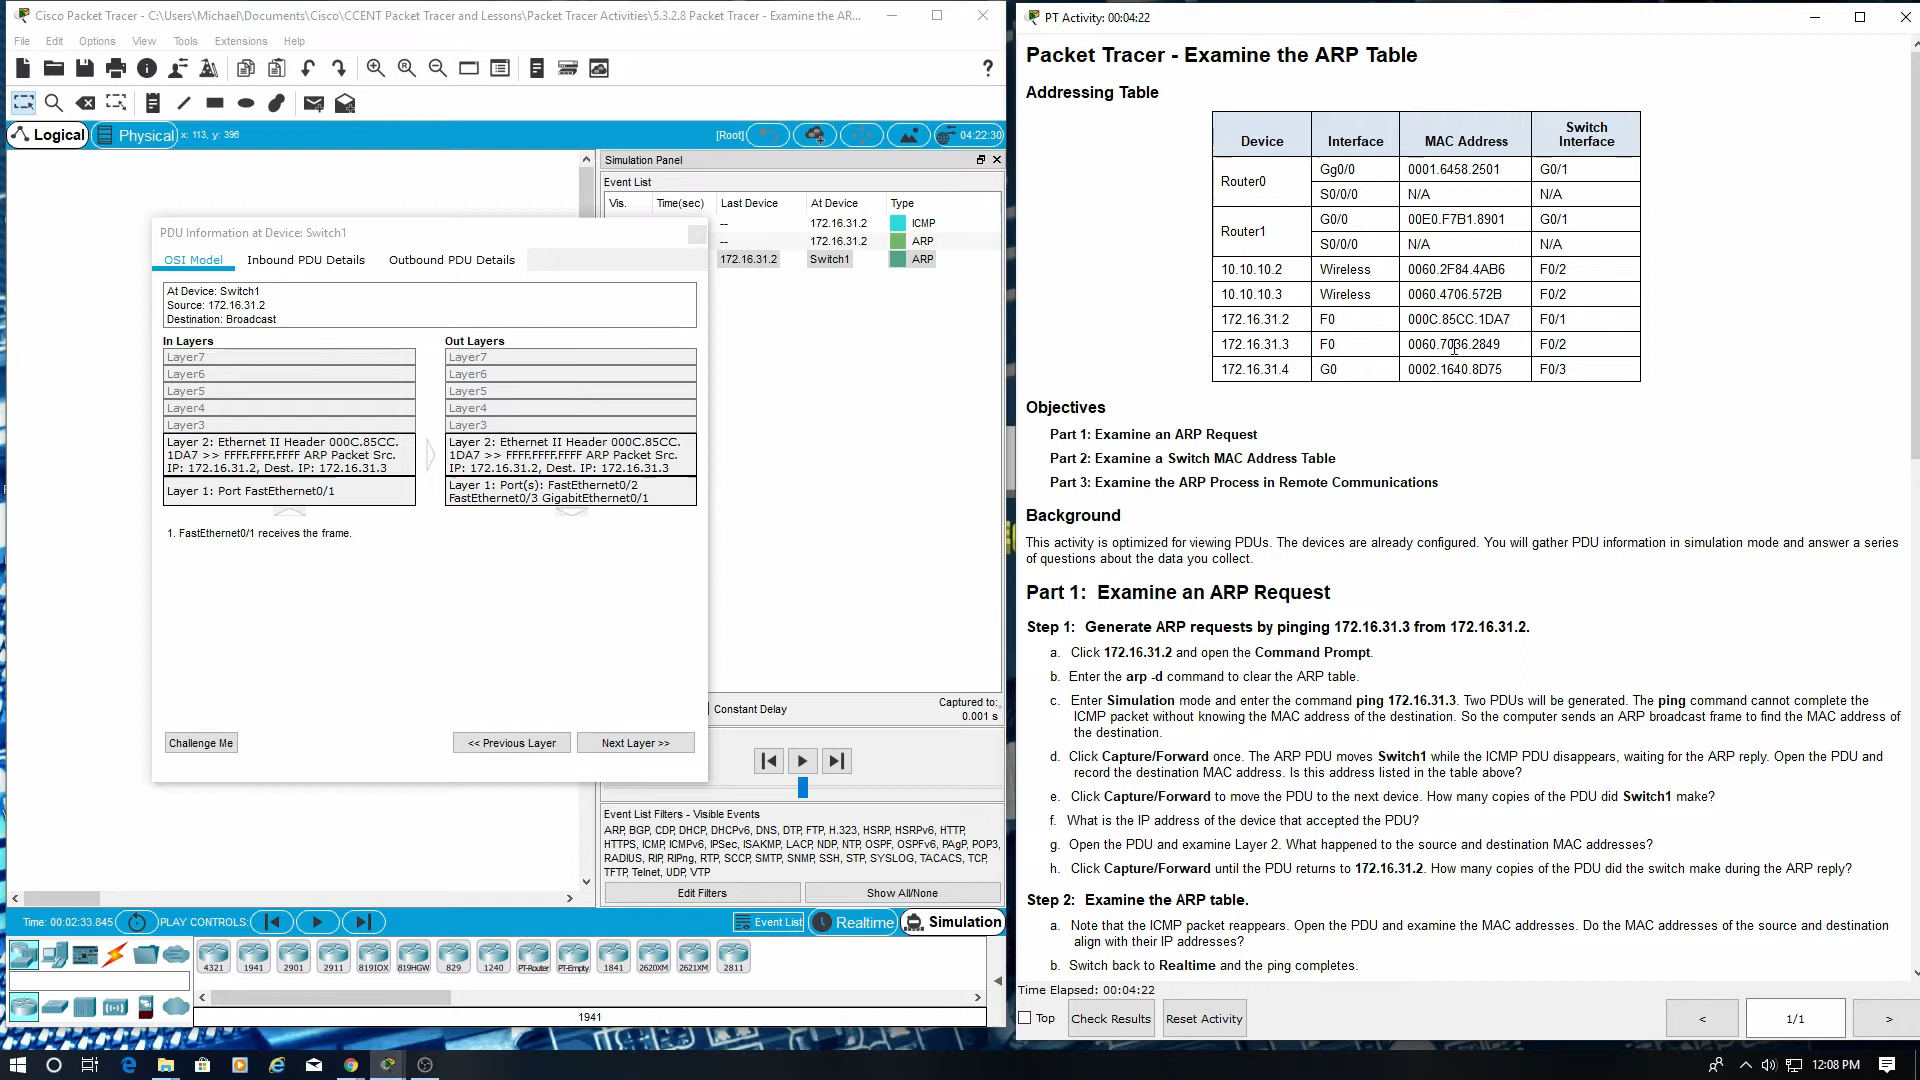 Cisco Packet Tracer - C:\Users\Michael\Documents\Cisco\CCENT Packet Tracer and Lessons\Packet Tracer Activities\5.3.2.8 Packet Tracer - Examine the AR...
File Edit Options View Tools Extensions Help
?
Logical Physical x: 113, y: 396 [Root] 04:22:30
Simulation Panel
Event List
Vis. Time(sec) Last Device At Device Type
-- 172.16.31.2 ICMP
-- 172.16.31.2 ARP
172.16.31.2 Switch1 ARP
PDU Information at Device: Switch1
OSI Model Inbound PDU Details Outbound PDU Details
At Device: Switch1
Source: 172.16.31.2
Destination: Broadcast
In Layers Out Layers
Layer7 Layer7
Layer6 Layer6
Layer5 Layer5
Layer4 Layer4
Layer3 Layer3
Layer 2: Ethernet II Header 000C.85CC. Layer 2: Ethernet II Header 000C.85CC.
1DA7 >> FFFF.FFFF.FFFF ARP Packet Src. 1DA7 >> FFFF.FFFF.FFFF ARP Packet Src.
IP: 172.16.31.2, Dest. IP: 172.16.31.3 IP: 172.16.31.2, Dest. IP: 172.16.31.3
Layer 1: Port FastEthernet0/1 Layer 1: Port(s): FastEthernet0/2
FastEthernet0/3 GigabitEthernet0/1
1. FastEthernet0/1 receives the frame.
Challenge Me << Previous Layer Next Layer >>
Constant Delay Captured to:
0.001 s
Event List Filters - Visible Events
ARP, BGP, CDP, DHCP, DHCPv6, DNS, DTP, FTP, H.323, HSRP, HSRPv6, HTTP,
HTTPS, ICMP, ICMPv6, IPSec, ISAKMP, LACP, NDP, NTP, OSPF, OSPFv6, PAgP, POP3,
RADIUS, RIP, RIPng, RTP, SCCP, SMTP, SNMP, SSH, STP, SYSLOG, TACACS, TCP,
TFTP, Telnet, UDP, VTP
Edit Filters Show All/None
Time: 00:02:33.845 PLAY CONTROLS: Event List Realtime Simulation
4321 1941 2901 2911 819IOX 819HGW 829 1240 PT-Router PT-Empty 1841 2620XM 2621XM 2811
1941
PT Activity: 00:04:22
Packet Tracer - Examine the ARP Table
Addressing Table
Device Interface MAC Address Switch Interface
Router0 Gg0/0 0001.6458.2501 G0/1
S0/0/0 N/A N/A
Router1 G0/0 00E0.F7B1.8901 G0/1
S0/0/0 N/A N/A
10.10.10.2 Wireless 0060.2F84.4AB6 F0/2
10.10.10.3 Wireless 0060.4706.572B F0/2
172.16.31.2 F0 000C.85CC.1DA7 F0/1
172.16.31.3 F0 0060.7036.2849 F0/2
172.16.31.4 G0 0002.1640.8D75 F0/3
Objectives
Part 1: Examine an ARP Request
Part 2: Examine a Switch MAC Address Table
Part 3: Examine the ARP Process in Remote Communications
Background
This activity is optimized for viewing PDUs. The devices are already configured. You will gather PDU information in simulation mode and answer a series
of questions about the data you collect.
Part 1: Examine an ARP Request
Step 1: Generate ARP requests by pinging 172.16.31.3 from 172.16.31.2.
a. Click 172.16.31.2 and open the Command Prompt.
b. Enter the arp -d command to clear the ARP table.
c. Enter Simulation mode and enter the command ping 172.16.31.3. Two PDUs will be generated. The ping command cannot complete the
ICMP packet without knowing the MAC address of the destination. So the computer sends an ARP broadcast frame to find the MAC address of
the destination.
d. Click Capture/Forward once. The ARP PDU moves Switch1 while the ICMP PDU disappears, waiting for the ARP reply. Open the PDU and
record the destination MAC address. Is this address listed in the table above?
e. Click Capture/Forward to move the PDU to the next device. How many copies of the PDU did Switch1 make?
f. What is the IP address of the device that accepted the PDU?
g. Open the PDU and examine Layer 2. What happened to the source and destination MAC addresses?
h. Click Capture/Forward until the PDU returns to 172.16.31.2. How many copies of the PDU did the switch make during the ARP reply?
Step 2: Examine the ARP table.
a. Note that the ICMP packet reappears. Open the PDU and examine the MAC addresses. Do the MAC addresses of the source and destination
align with their IP addresses?
b. Switch back to Realtime and the ping completes.
Time Elapsed: 00:04:22
Top Check Results Reset Activity < 1/1 >
12:08 PM